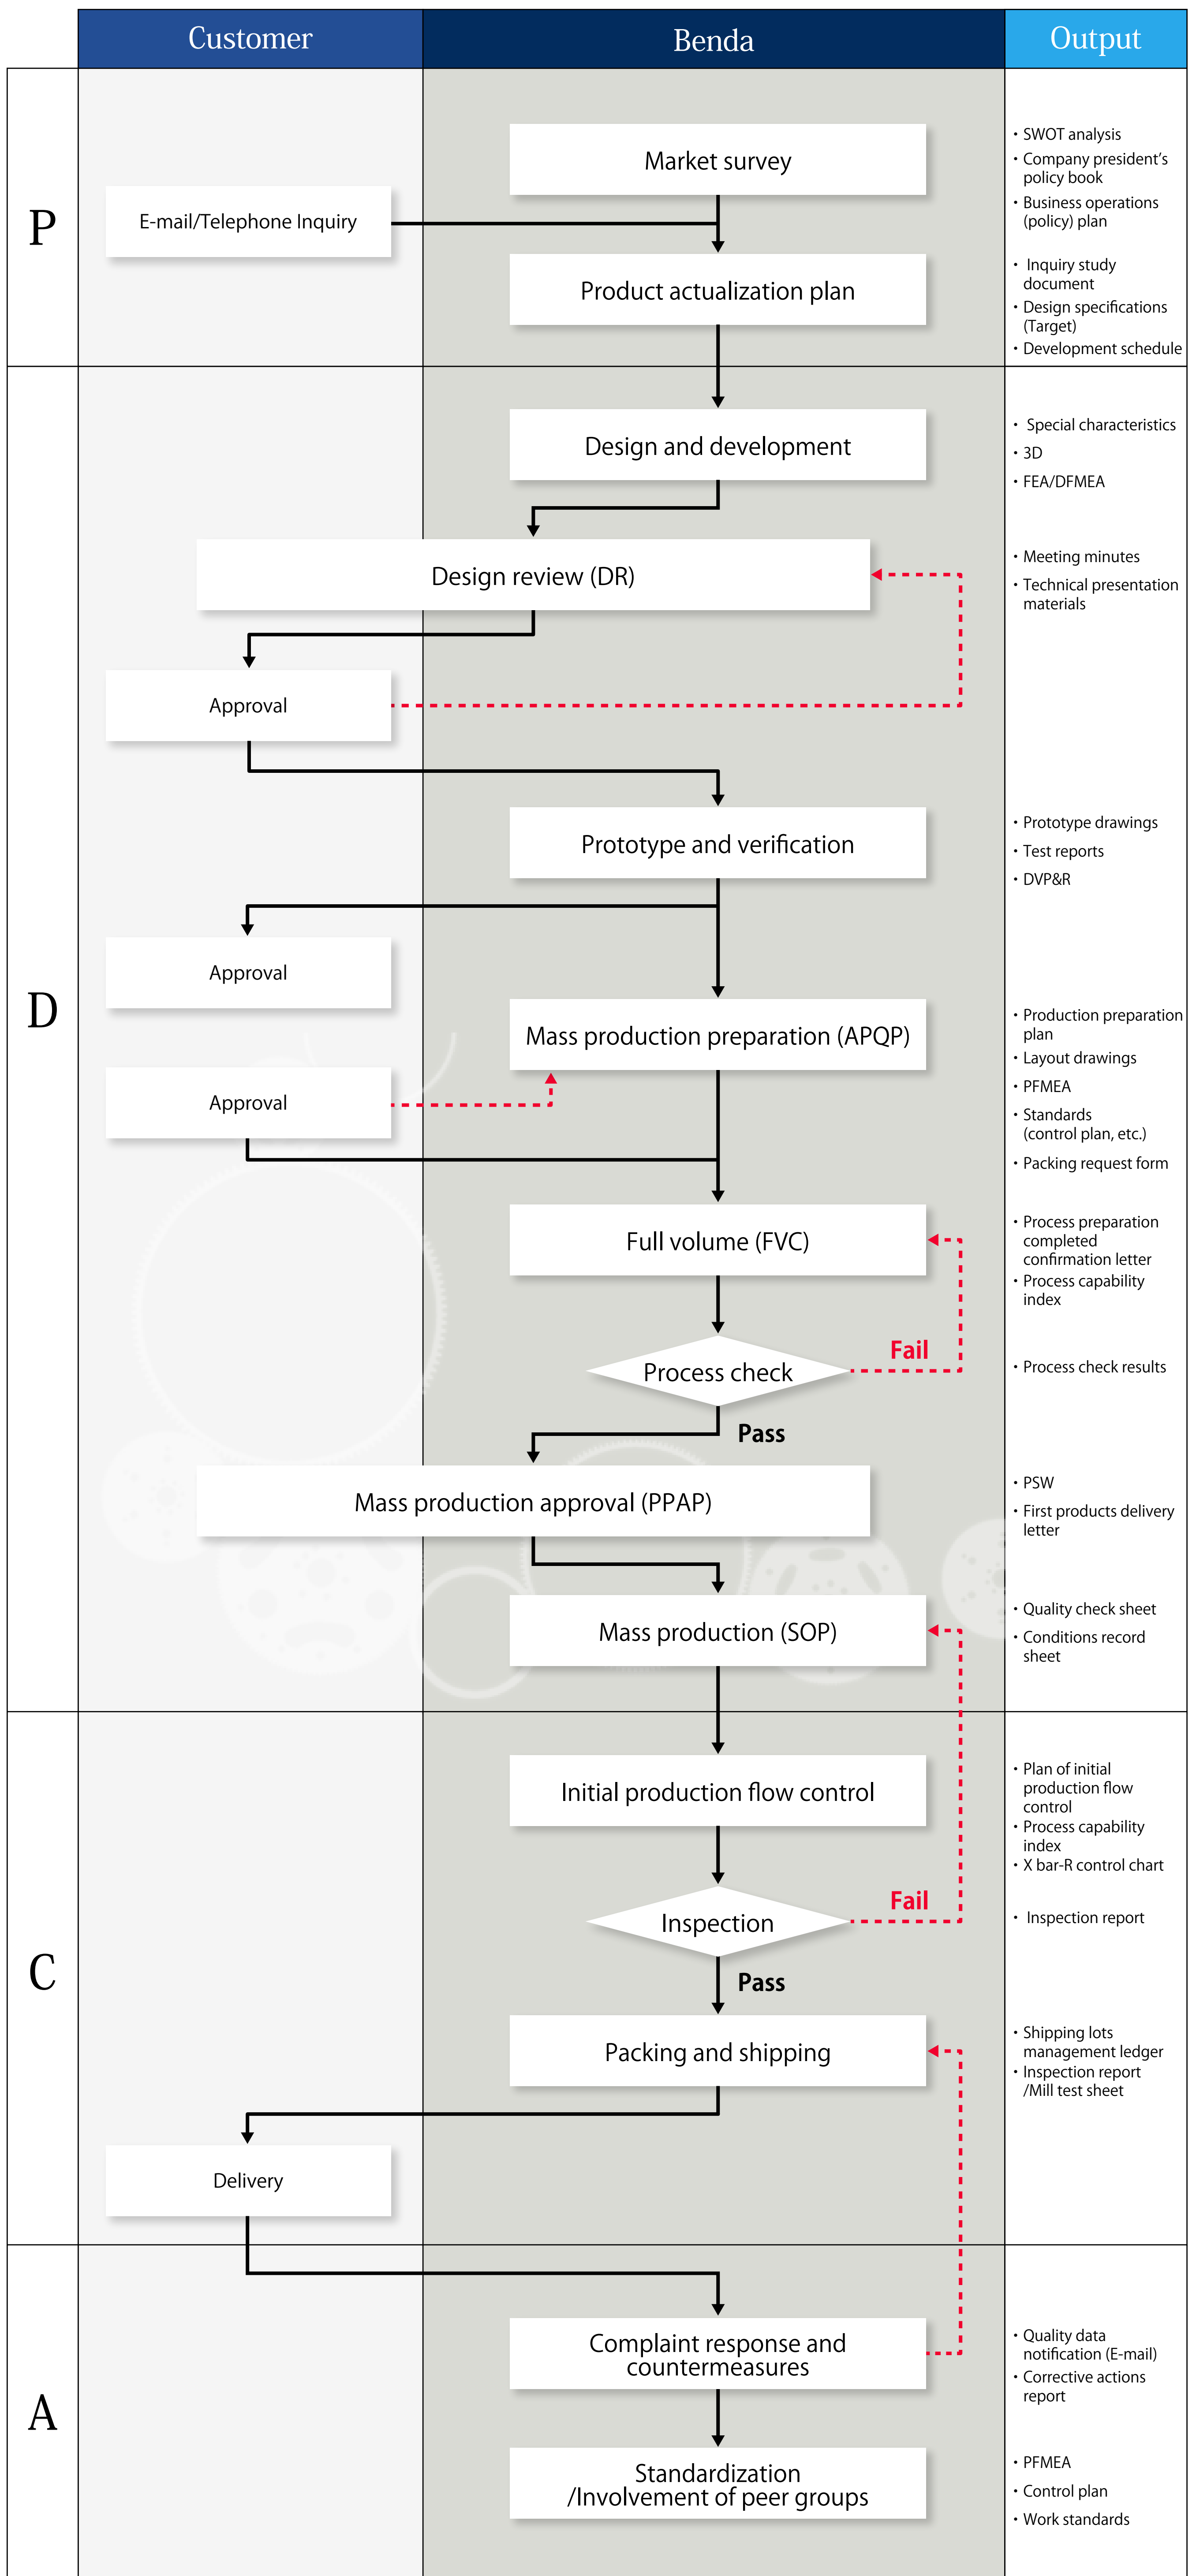 Customer
Benda
Output
P
Market survey
E-mail/Telephone Inquiry
Product actualization plan
・SWOT analysis
・Company president's
policy book
・Business operations
(policy) plan
・ Inquiry study
document
・Design specifications
(Target)
・Development schedule
D
Design and development
・ Special characteristics
・3D
・FEA/DFMEA
Design review (DR)
・Meeting minutes
・Technical presentation
materials
Approval
Prototype and verification
・Prototype drawings
・Test reports
・DVP&R
Approval
Mass production preparation (APQP)
・Production preparation
plan
・Layout drawings
・PFMEA
・Standards
(control plan, etc.)
・Packing request form
Approval
Full volume (FVC)
・Process preparation
completed
confirmation letter
・Process capability
index
Fail
Process check
・Process check results
Pass
Mass production approval (PPAP)
・PSW
・First products delivery
letter
Mass production (SOP)
・Quality check sheet
・Conditions record
sheet
C
Initial production flow control
・Plan of initial
production flow
control
・Process capability
index
・X bar-R control chart
Fail
Inspection
・ Inspection report
Pass
Packing and shipping
・Shipping lots
management ledger
・Inspection report
/Mill test sheet
Delivery
A
Complaint response and
countermeasures
・Quality data
notification (E-mail)
・Corrective actions
report
Standardization
/Involvement of peer groups
・PFMEA
・Control plan
・Work standards